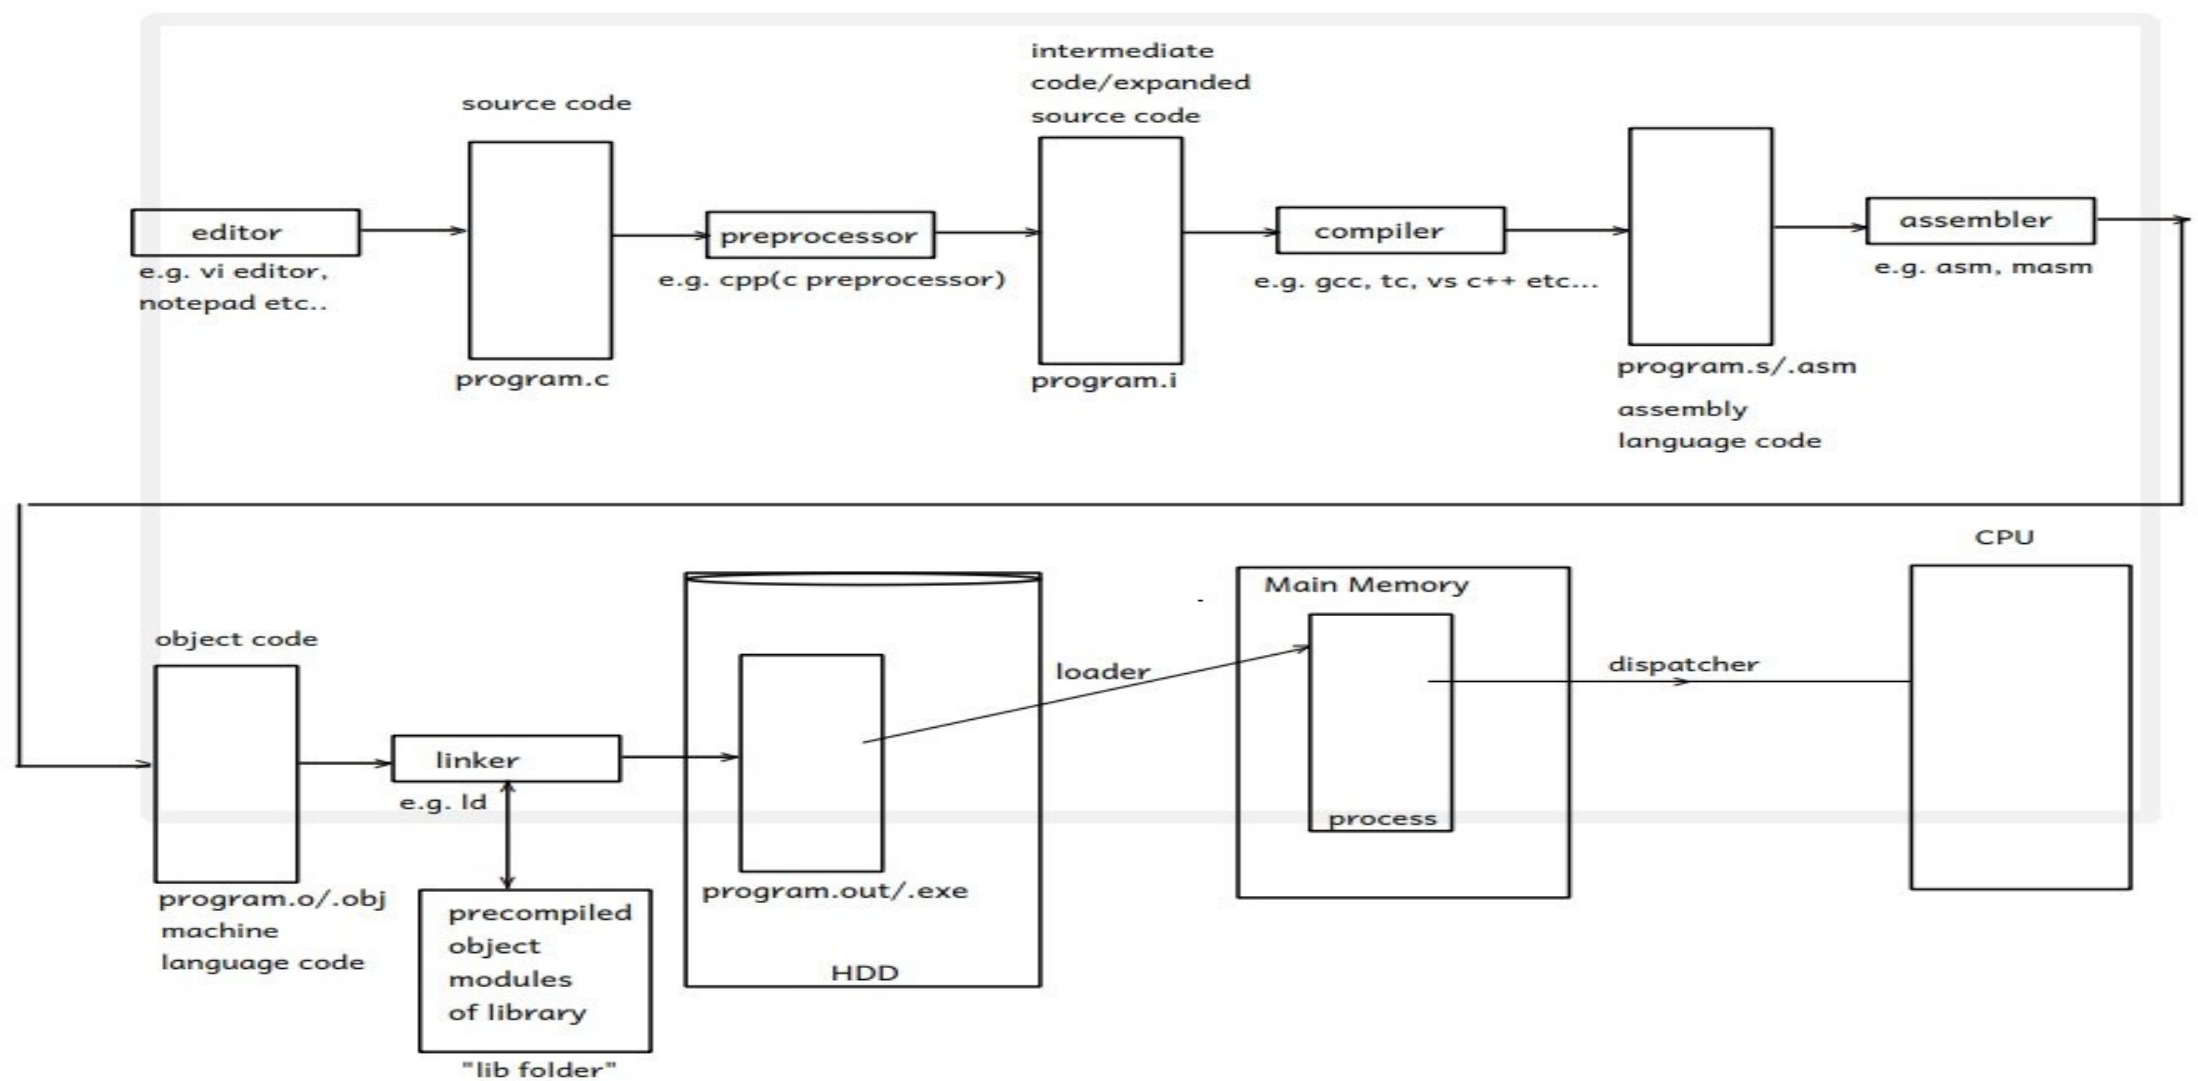 source code
intermediate
code/expanded
source code
editor
e.g. vi editor,
notepad etc..
program.c
preprocessor
e.g. cpp(c preprocessor)
program.i
compiler
e.g. gcc, tc, vs c++ etc...
program.s/.asm
assembly
language code
assembler
e.g. asm, masm
object code
program.o/.obj
machine
language code
linker
e.g. ld
precompiled
object
modules
of library
"lib folder"
program.out/.exe
HDD
loader
Main Memory
process
dispatcher
CPU